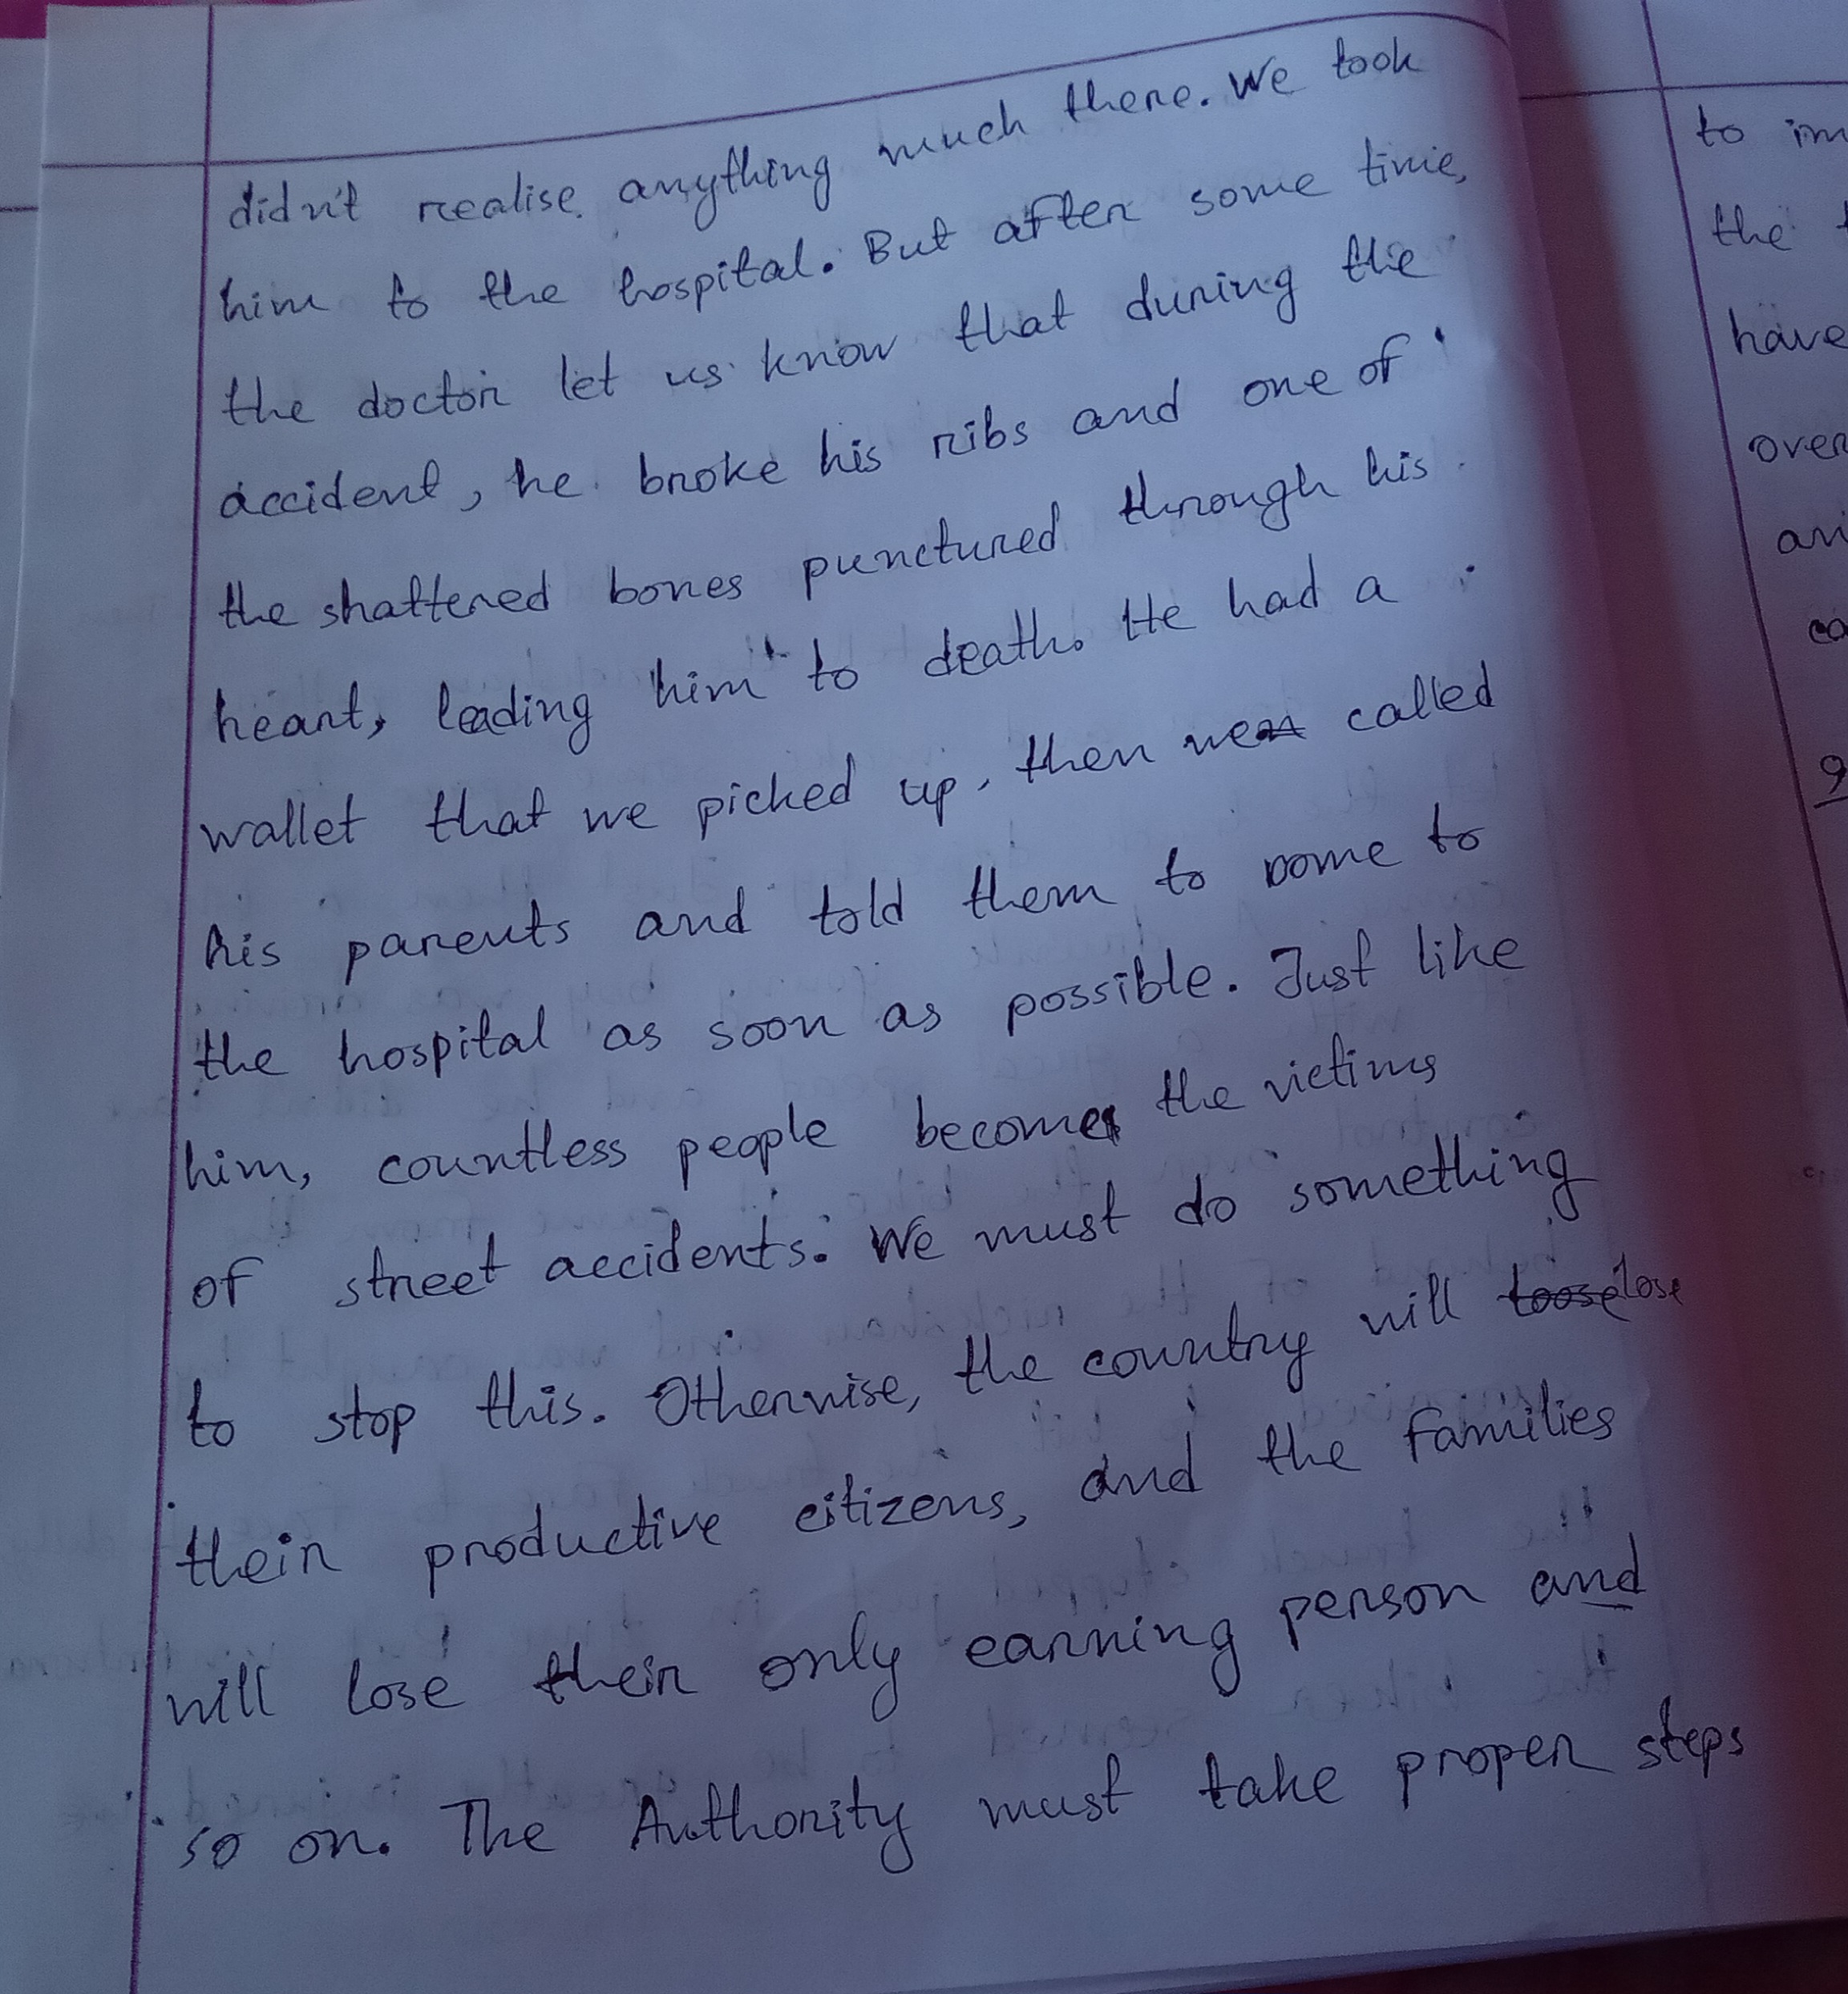 didn't realise anything much there. We took
him to the hospital. But after some time,
the doctor let us know that during the
accident, he broke his ribs and one of
the shattered bones punctured through his
heart, leading him to death. He had a
wallet that we picked up, then we called
his parents and told them to come to
the hospital as soon as possible. Just like
him, countless people become the victims
of street accidents. We must do something
to stop this. Otherwise, the country will loose lose
their productive citizens, and the families
will lose their only earning person and
so on. The Authority must take proper steps
to im
the
have
over
an
ca
9